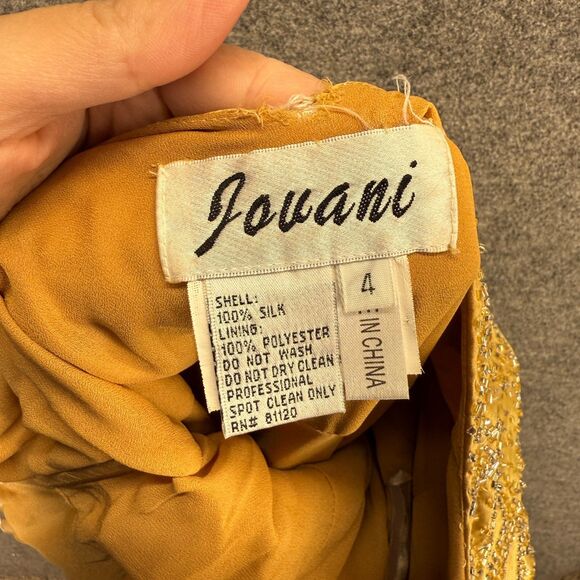 Jovani
4
SHELL:
100% SILK
LINING:
100% POLYESTER
DO NOT WASH
DO NOT DRY CLEAN
PROFESSIONAL
SPOT CLEAN ONLY
RN# 81120
IN CHINA